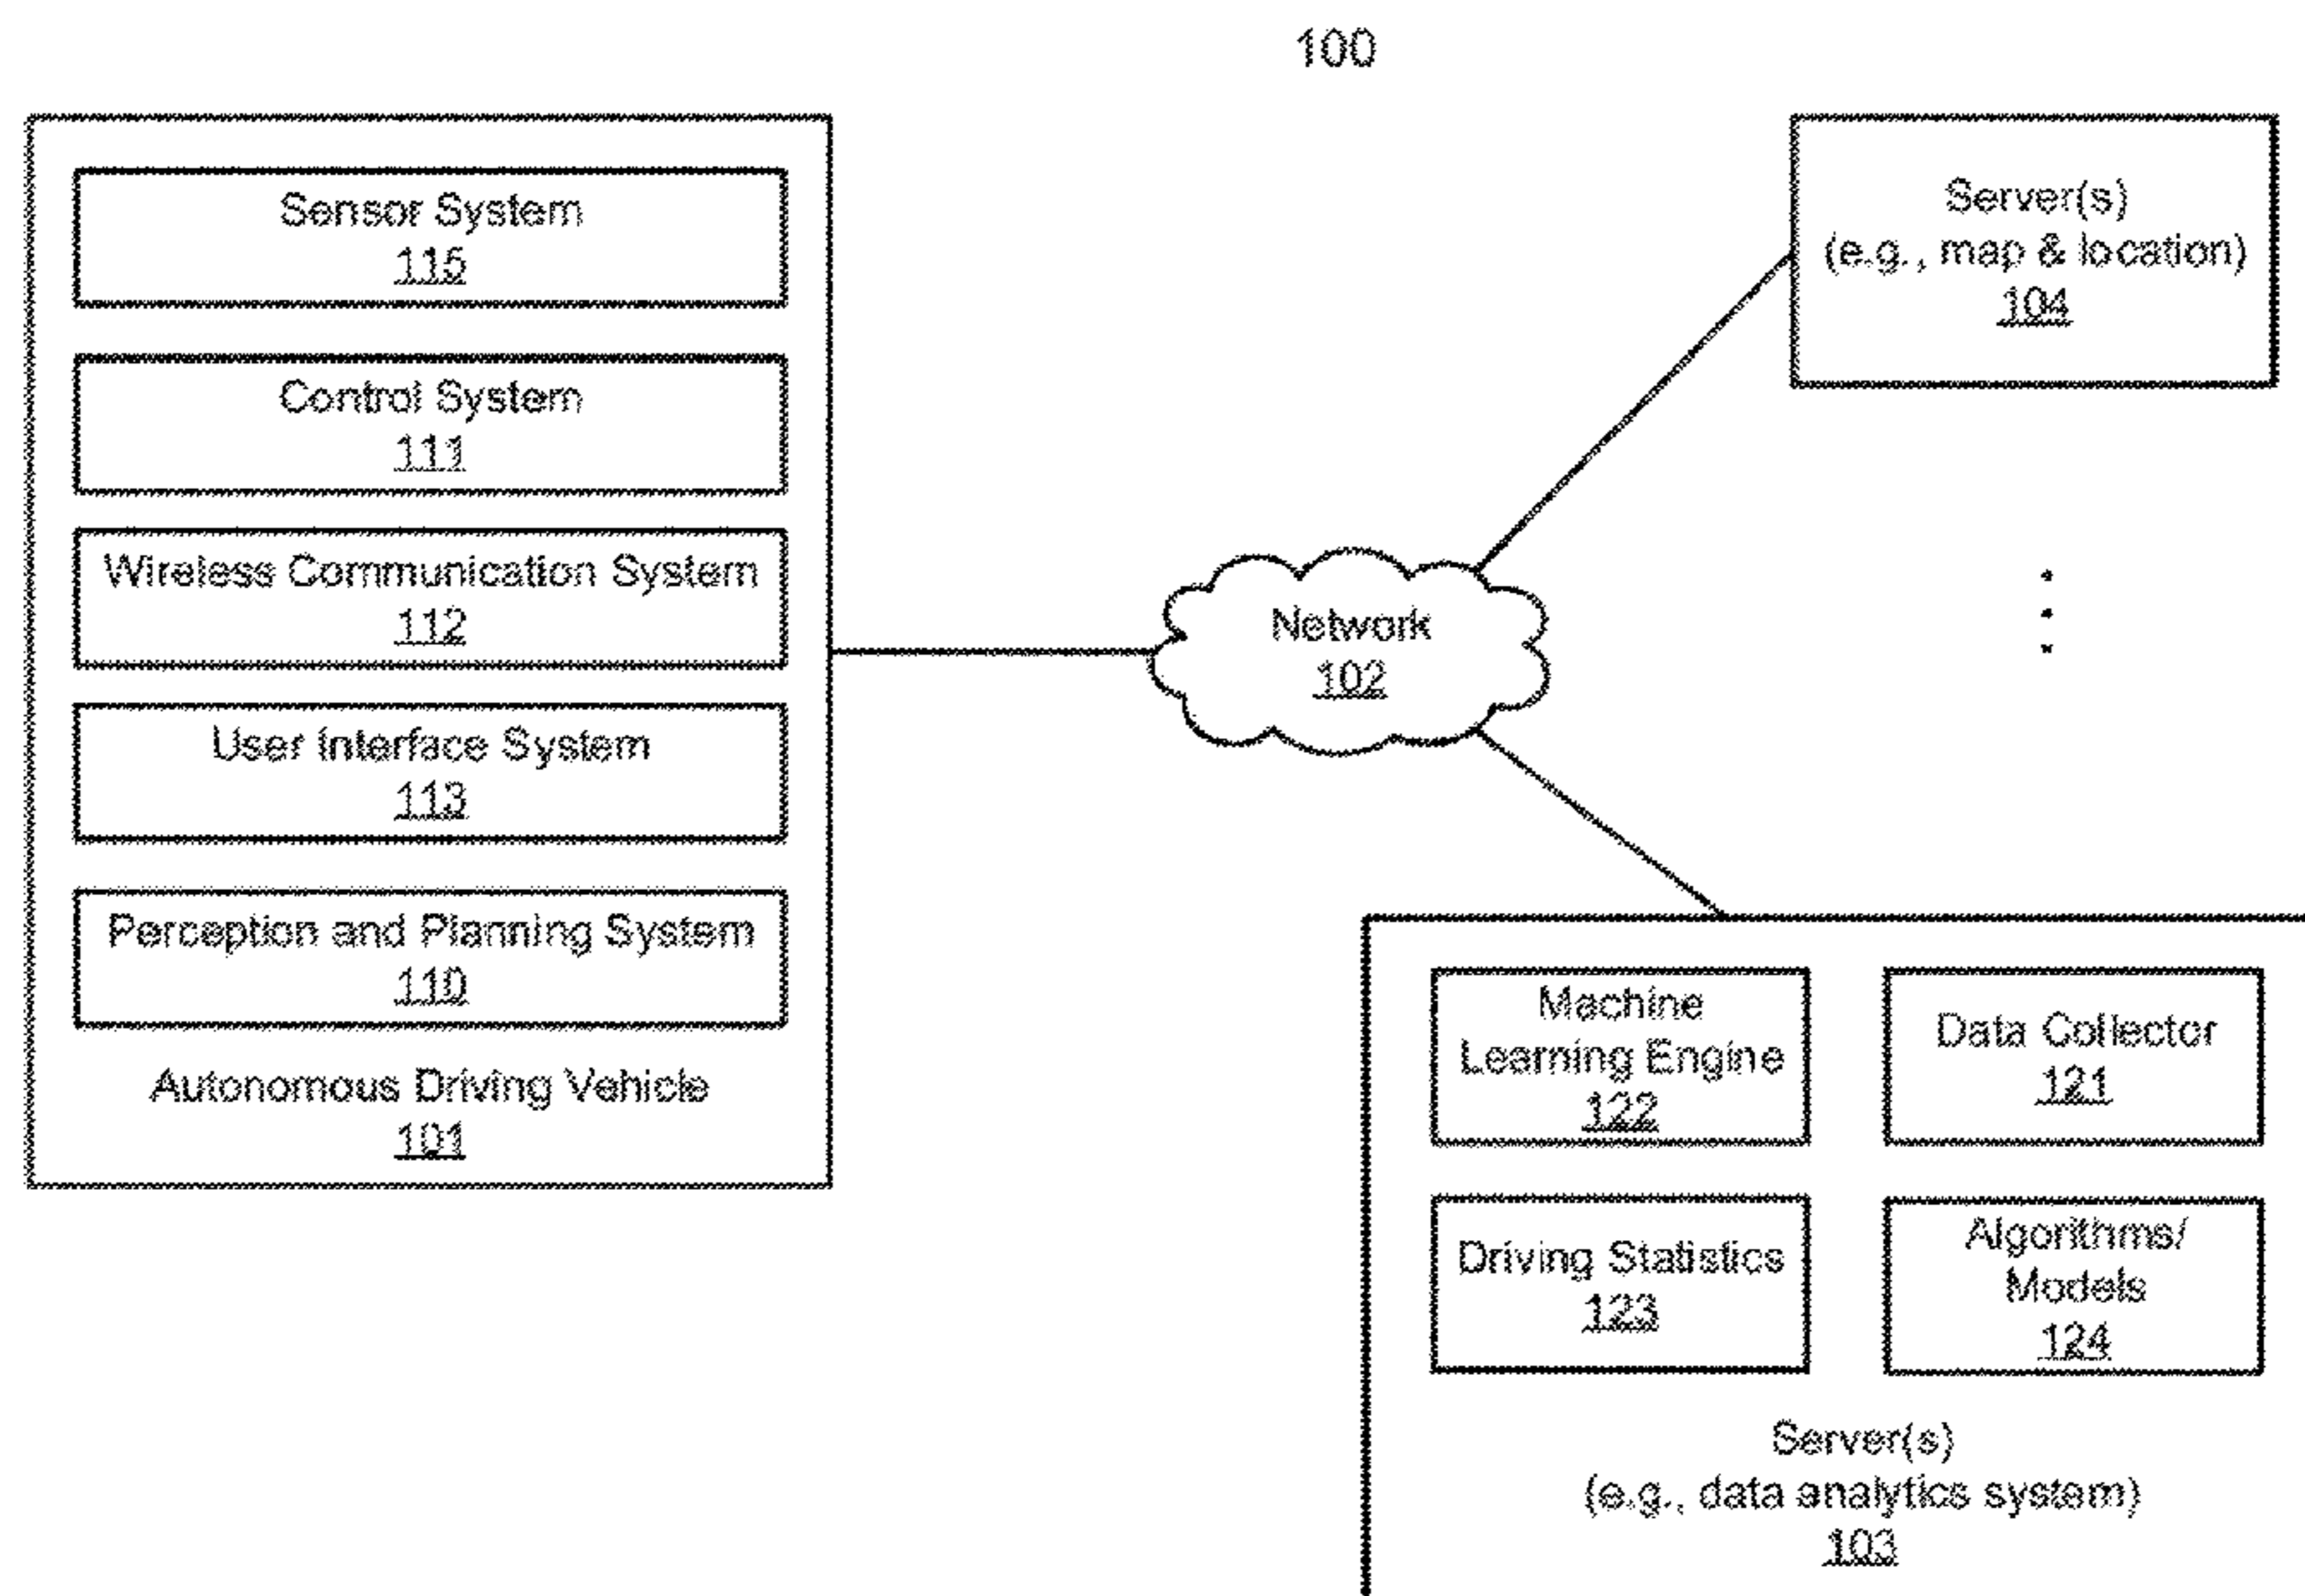 100
Sensor System
115
Control System
111
Wireless Communication System
112
User Interface System
113
Perception and Planning System
110
Autonomous Driving Vehicle
101
Network
102
Server(s)
(e.g., map & location)
104
Machine
Learning Engine
122
Data Collector
121
Driving Statistics
123
Algorithms/
Models
124
Server(s)
(e.g., data analytics system)
103